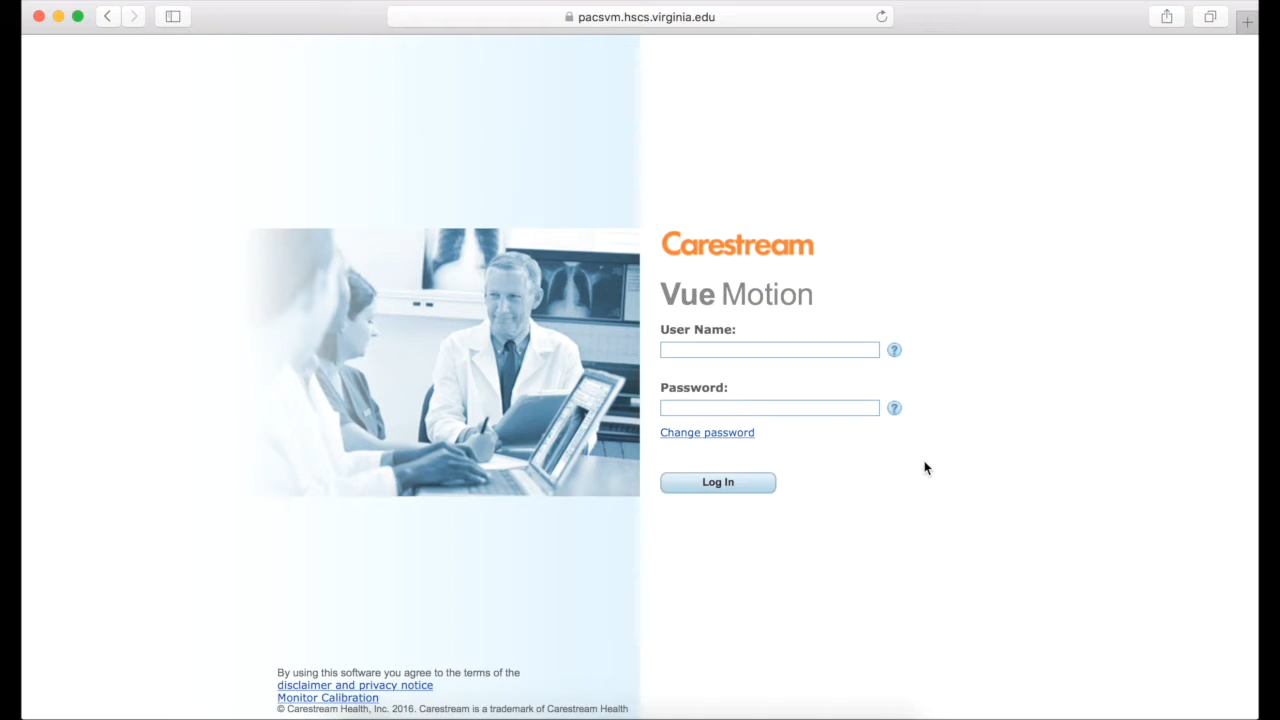 pacsvm.hscs.virginia.edu
Carestream
Vue Motion
User Name:
?
Password:
?
Change password
Log In
By using this software you agree to the terms of the
disclaimer and privacy notice
Monitor Calibration
© Carestream Health, Inc. 2016. Carestream is a trademark of Carestream Health